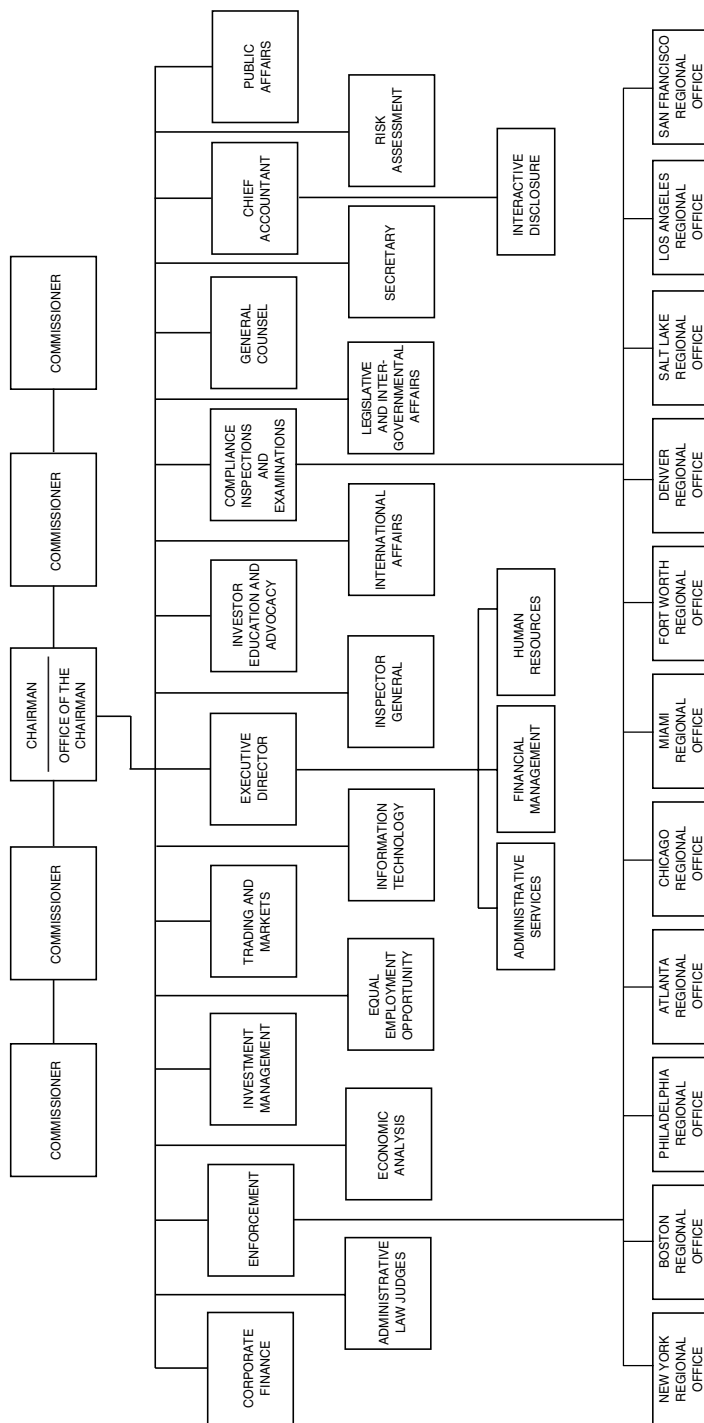 COMMISSIONER
COMMISSIONER
CHAIRMAN
OFFICE OF THE
CHAIRMAN
COMMISSIONER
COMMISSIONER
CORPORATE
FINANCE
ENFORCEMENT
INVESTMENT
MANAGEMENT
TRADING AND
MARKETS
EXECUTIVE
DIRECTOR
INVESTOR
EDUCATION AND
ADVOCACY
COMPLIANCE
INSPECTIONS
AND
EXAMINATIONS
GENERAL
COUNSEL
CHIEF
ACCOUNTANT
PUBLIC
AFFAIRS
ADMINISTRATIVE
LAW JUDGES
ECONOMIC
ANALYSIS
EQUAL
EMPLOYMENT
OPPORTUNITY
INFORMATION
TECHNOLOGY
INSPECTOR
GENERAL
INTERNATIONAL
AFFAIRS
LEGISLATIVE
AND INTER-
GOVERNMENTAL
AFFAIRS
SECRETARY
RISK
ASSESSMENT
ADMINISTRATIVE
SERVICES
FINANCIAL
MANAGEMENT
HUMAN
RESOURCES
INTERACTIVE
DISCLOSURE
NEW YORK
REGIONAL
OFFICE
BOSTON
REGIONAL
OFFICE
PHILADELPHIA
REGIONAL
OFFICE
ATLANTA
REGIONAL
OFFICE
CHICAGO
REGIONAL
OFFICE
MIAMI
REGIONAL
OFFICE
FORT WORTH
REGIONAL
OFFICE
DENVER
REGIONAL
OFFICE
SALT LAKE
REGIONAL
OFFICE
LOS ANGELES
REGIONAL
OFFICE
SAN FRANCISCO
REGIONAL
OFFICE